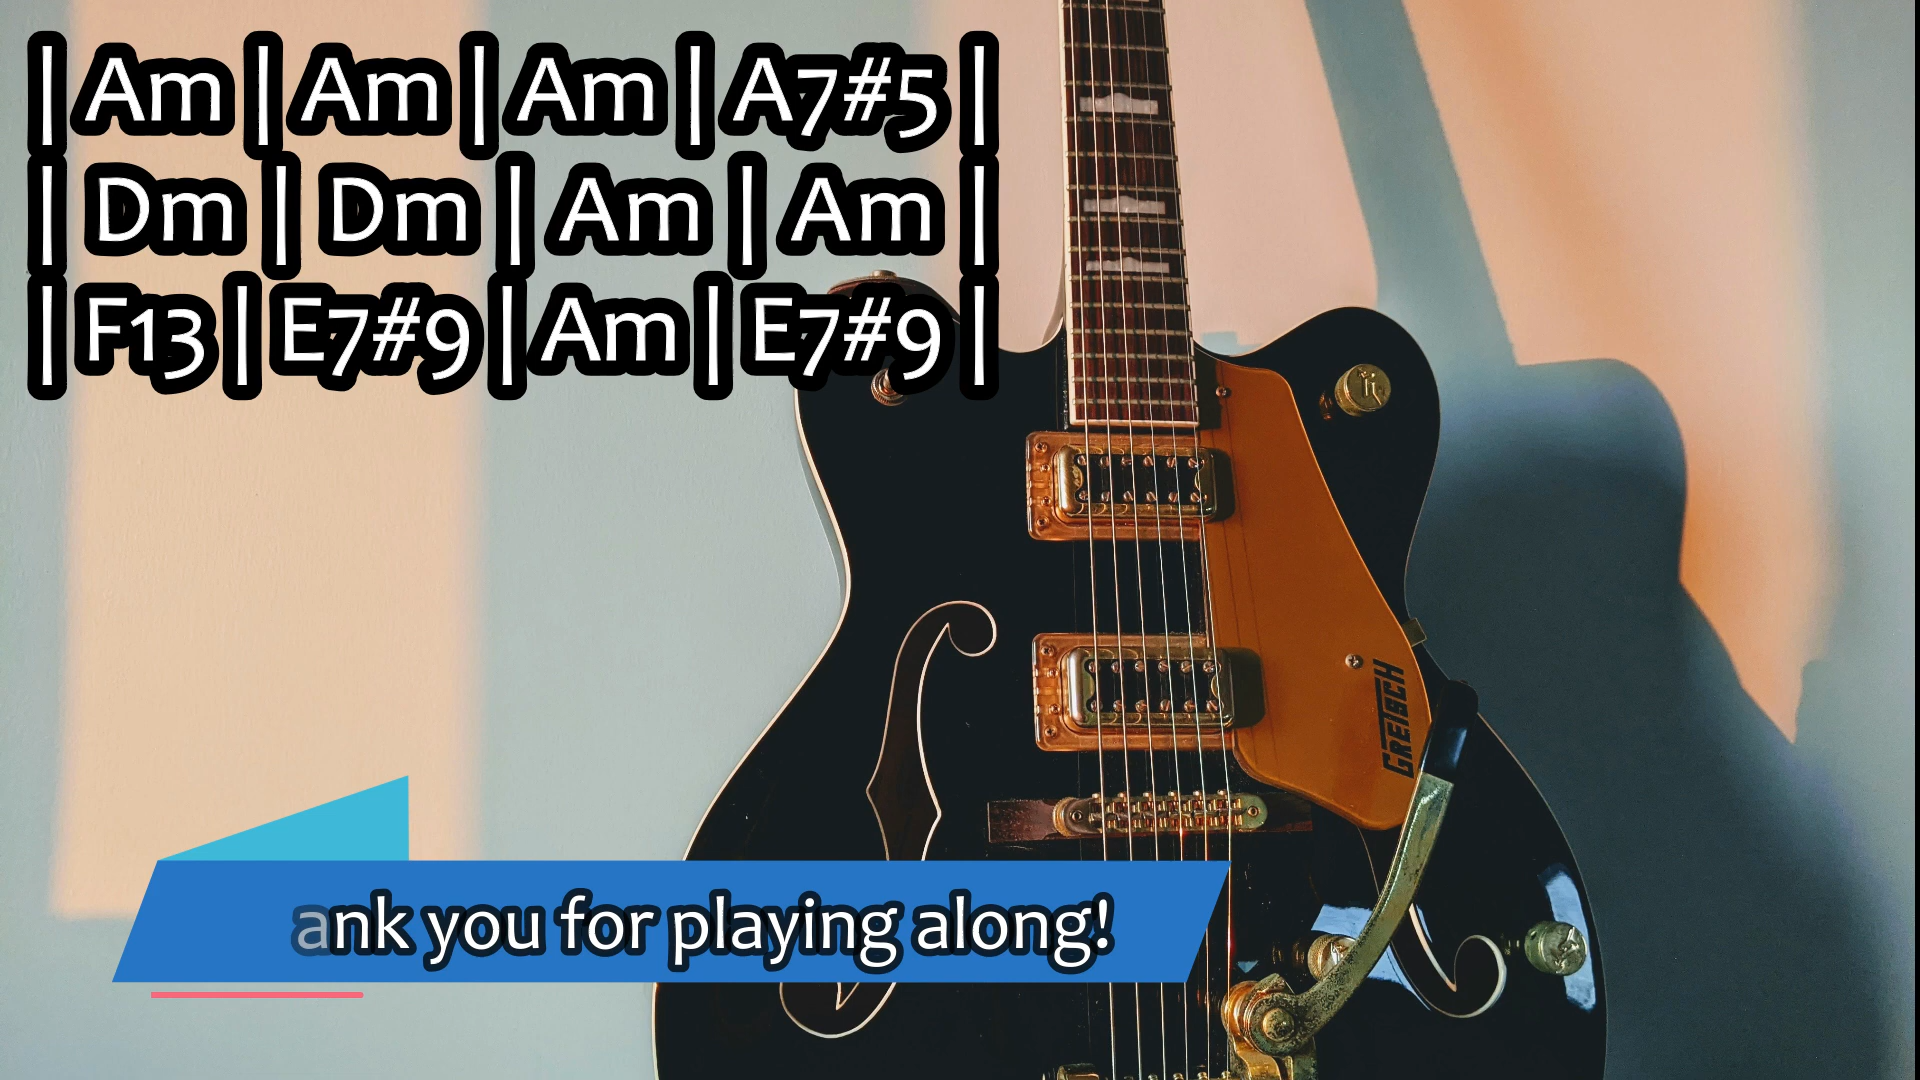 | Am | Am | Am | A7#5 |
| Dm | Dm | Am | Am |
| F13 | E7#9 | Am | E7#9 |
GRETSCH
ank you for playing along!